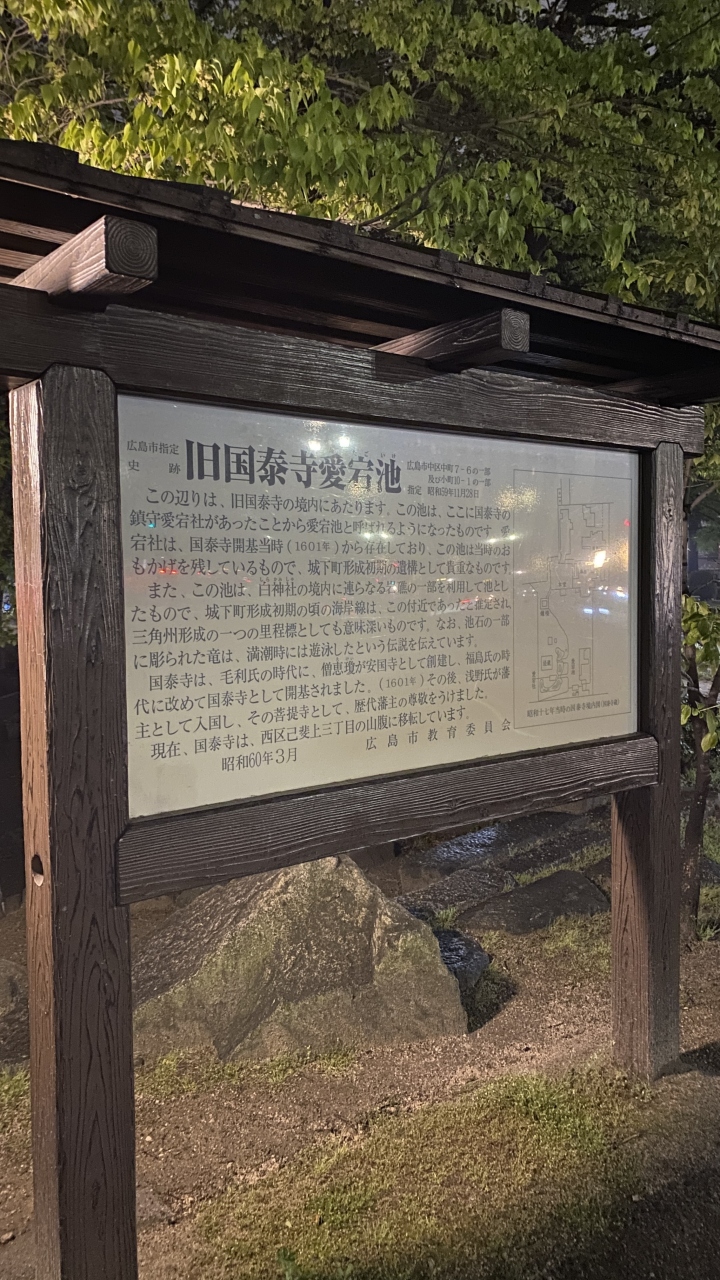 広島市指定
史跡
旧国泰寺愛宕池
広島市中区中町7-6の一部
及び小町10-1の一部
指定 昭和59年11月28日
この辺りは、旧国泰寺の境内にあたります。この池は、ここに国泰寺の
鎮守愛宕社があったことから愛宕池と呼ばれるようになったものです。愛
宕社は、国泰寺開基当時(1601年)から存在しており、この池は当時のお
もかげを残しているもので、城下町形成初期の遺構として貴重なものです。
また、この池は、白神社の境内に連らなる岩礁の一部を利用して池とし
たもので、城下町形成初期の頃の海岸線は、この付近であったと推定され、
三角州形成の一つの里程標としても意味深いものです。なお、池石の一部
に彫られた竜は、満潮時には遊泳したという伝説を伝えています。
国泰寺は、毛利氏の時代に、僧恵瓊が安国寺として創建し、福島氏の時
代に改めて国泰寺として開基されました。(1601年)その後、浅野氏が藩
主として入国し、その菩提寺として、歴代藩主の尊敬をうけました。
現在、国泰寺は、西区己斐上三丁目の山腹に移転しています。
昭和60年3月
広島市教育委員会